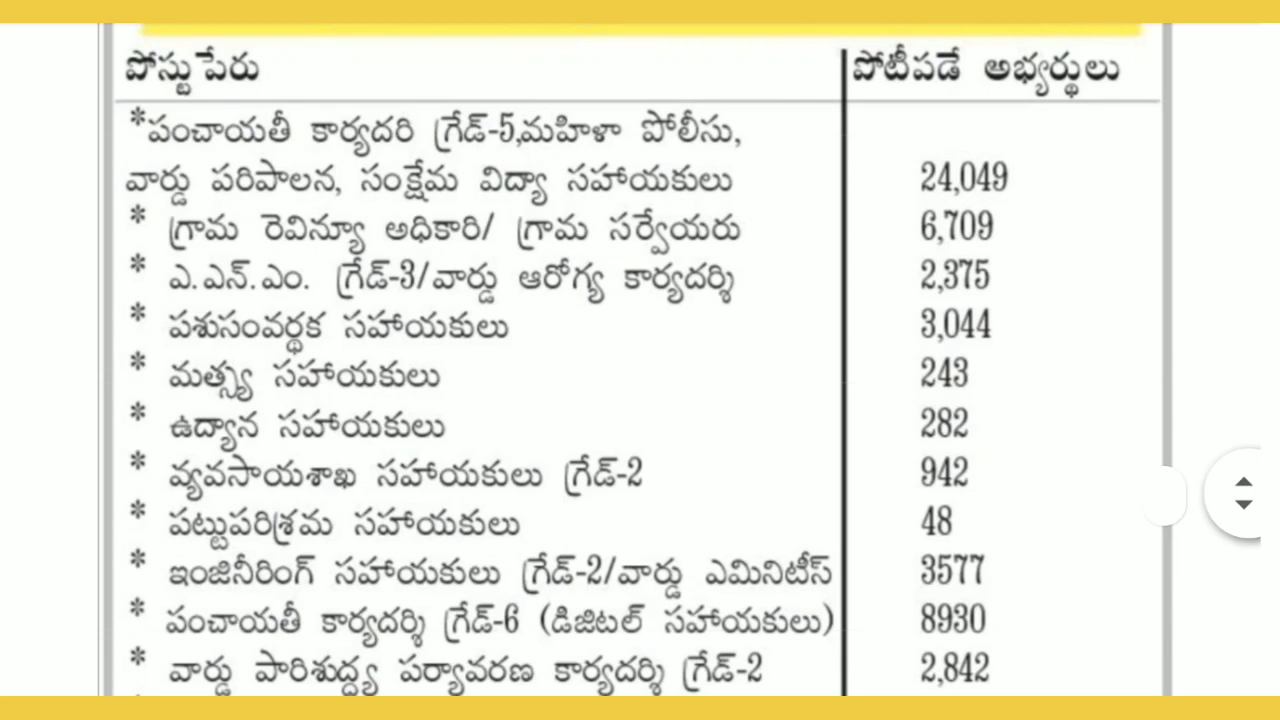 పోస్టుపేరు పోటీపడే అభ్యర్థులు
*పంచాయతీ కార్యదరి గ్రేడ్-5,మహిళా పోలీసు,
వార్డు పరిపాలన, సంక్షేమ విద్యా సహాయకులు 24,049
* గ్రామ రెవిన్యూ అధికారి/ గ్రామ సర్వేయరు 6,709
* ఎ.ఎన్.ఎం. గ్రేడ్-3/వార్డు ఆరోగ్య కార్యదర్శి 2,375
* పశుసంవర్థక సహాయకులు 3,044
* మత్స్య సహాయకులు 243
* ఉద్యాన సహాయకులు 282
* వ్యవసాయశాఖ సహాయకులు గ్రేడ్-2 942
* పట్టుపరిశ్రమ సహాయకులు 48
* ఇంజినీరింగ్ సహాయకులు గ్రేడ్-2/వార్డు ఎమినిటీస్ 3577
* పంచాయతీ కార్యదర్శి గ్రేడ్-6 (డిజిటల్ సహాయకులు) 8930
* వార్డు పారిశుద్ధ్య పర్యావరణ కార్యదర్శి గ్రేడ్-2 2,842